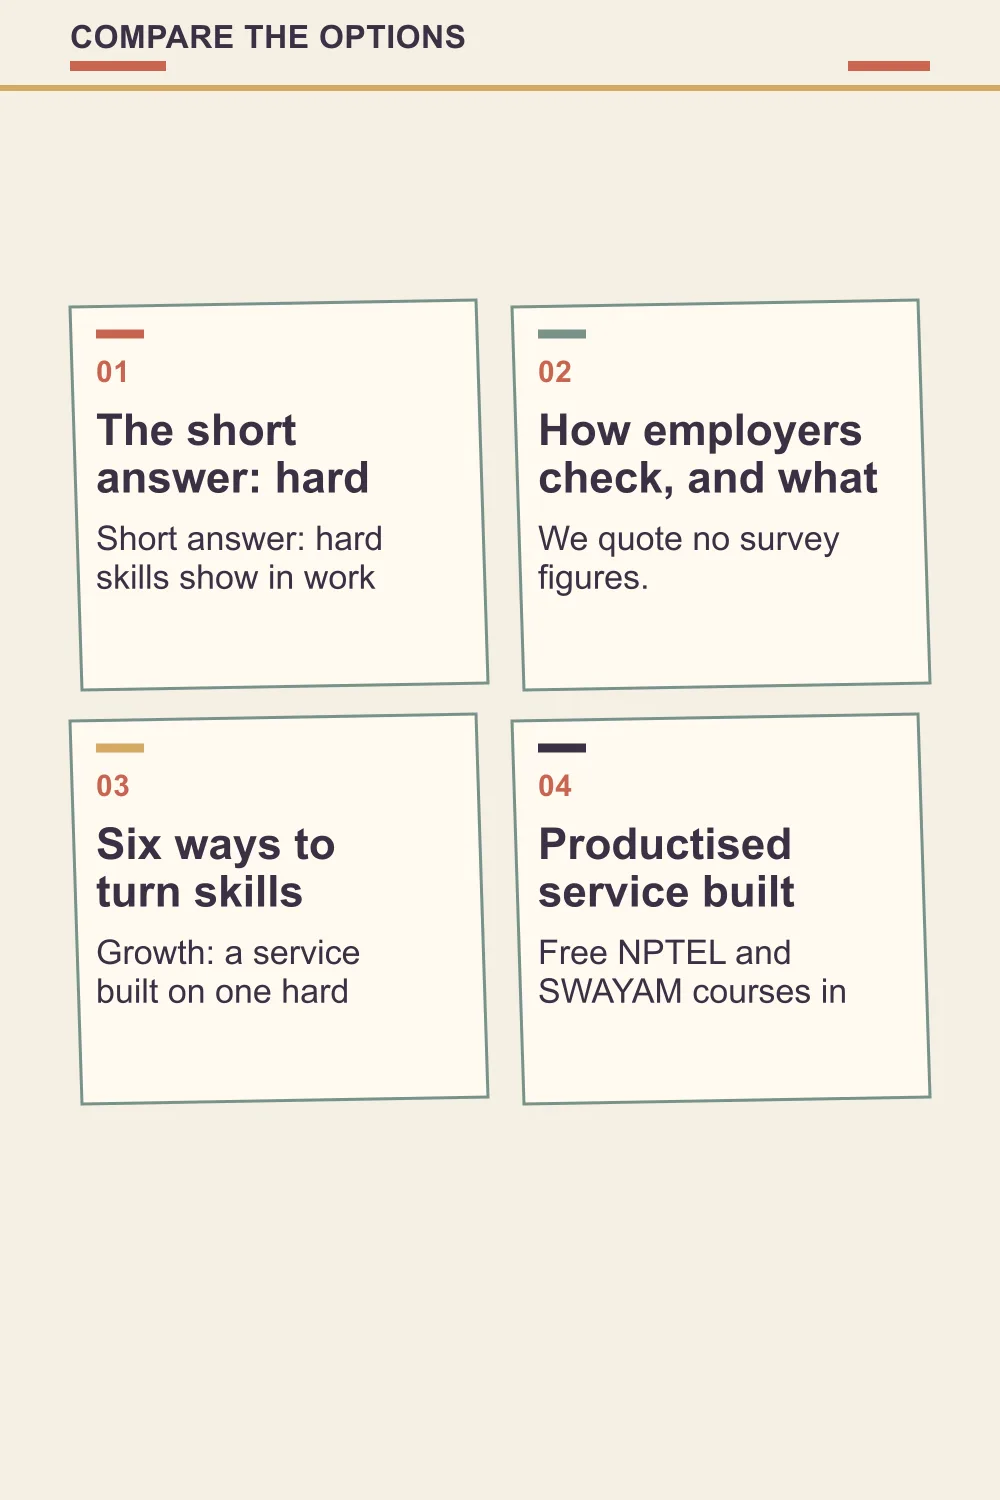 COMPARE THE OPTIONS
01
The short
answer: hard
Short answer: hard
skills show in work
02
How employers
check, and what
We quote no survey
figures.
03
Six ways to
turn skills
Growth: a service
built on one hard
04
Productised
service built
Free NPTEL and
SWAYAM courses in